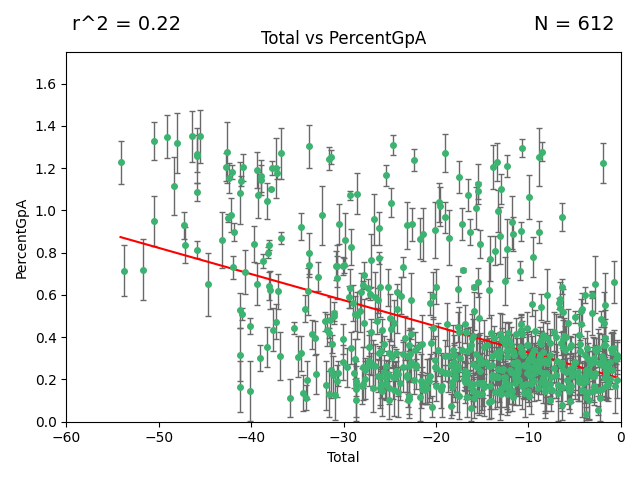 r^2 = 0.22
N = 612
Total vs PercentGpA
1.6
1.4
1.2
1.0
0.8
0.6
0.4
0.2
0.0
PercentGpA
−60 −50 −40 −30 −20 −10 0
Total